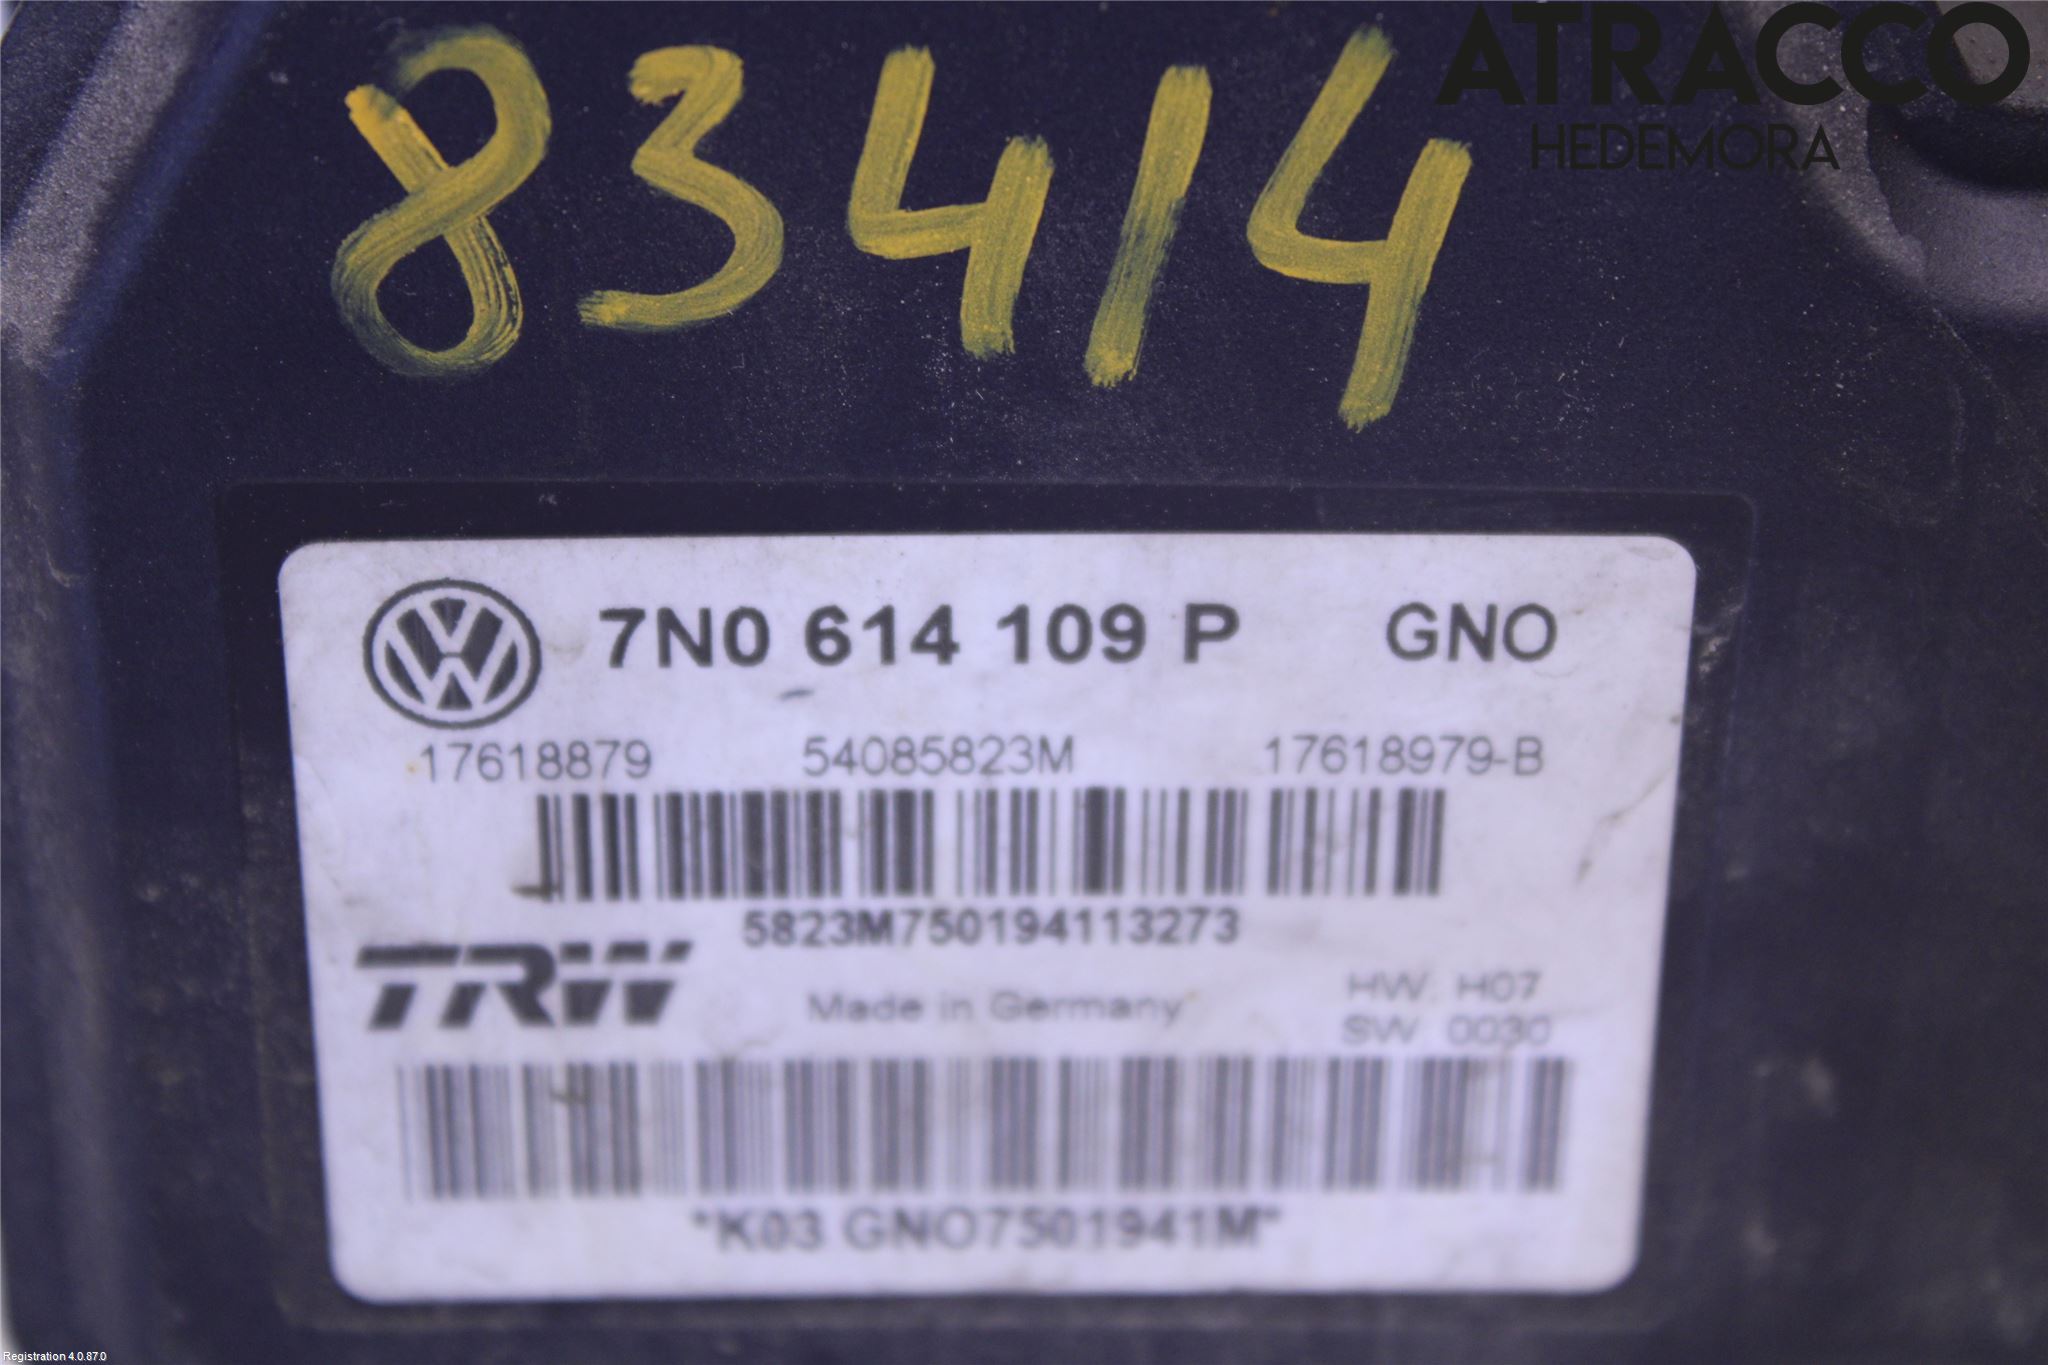 ATRACCO
HEDEMORA
83414
7N0 614 109 P GNO
17618879 54085823M 17618979-B
5823M750194113273
TRW
Made in Germany
HW: H07
SW: 0030
*K03 GNO7501941M*
Registration 4.0.87.0